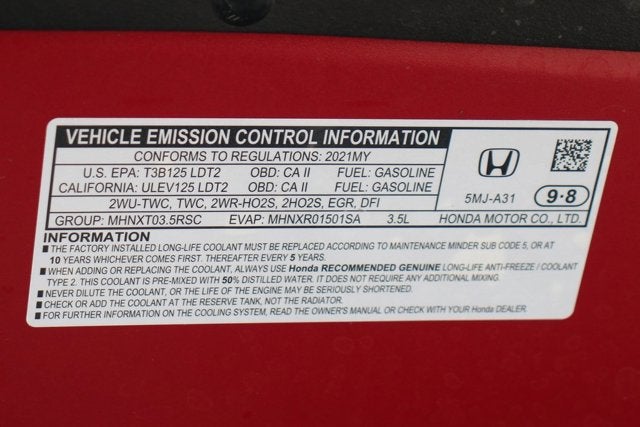 VEHICLE EMISSION CONTROL INFORMATION
CONFORMS TO REGULATIONS: 2021MY
U.S. EPA: T3B125 LDT2 OBD: CA II FUEL: GASOLINE
CALIFORNIA: ULEV125 LDT2 OBD: CA II FUEL: GASOLINE
2WU-TWC, TWC, 2WR-HO2S, 2HO2S, EGR, DFI
GROUP: MHNXT03.5RSC EVAP: MHNXR01501SA 3.5L
5MJ-A31 9·8
HONDA MOTOR CO., LTD.
INFORMATION
■ THE FACTORY INSTALLED LONG-LIFE COOLANT MUST BE REPLACED ACCORDING TO MAINTENANCE MINDER SUB CODE 5, OR AT
10 YEARS WHICHEVER COMES FIRST. THEREAFTER EVERY 5 YEARS.
■ WHEN ADDING OR REPLACING THE COOLANT, ALWAYS USE Honda RECOMMENDED GENUINE LONG-LIFE ANTI-FREEZE / COOLANT
TYPE 2. THIS COOLANT IS PRE-MIXED WITH 50% DISTILLED WATER. IT DOES NOT REQUIRE ANY ADDITIONAL MIXING.
■ NEVER DILUTE THE COOLANT, OR THE LIFE OF THE ENGINE MAY BE SERIOUSLY SHORTENED.
■ CHECK OR ADD THE COOLANT AT THE RESERVE TANK, NOT THE RADIATOR.
■ FOR FURTHER INFORMATION ON THE COOLING SYSTEM, READ THE OWNER'S MANUAL OR CHECK WITH YOUR Honda DEALER.